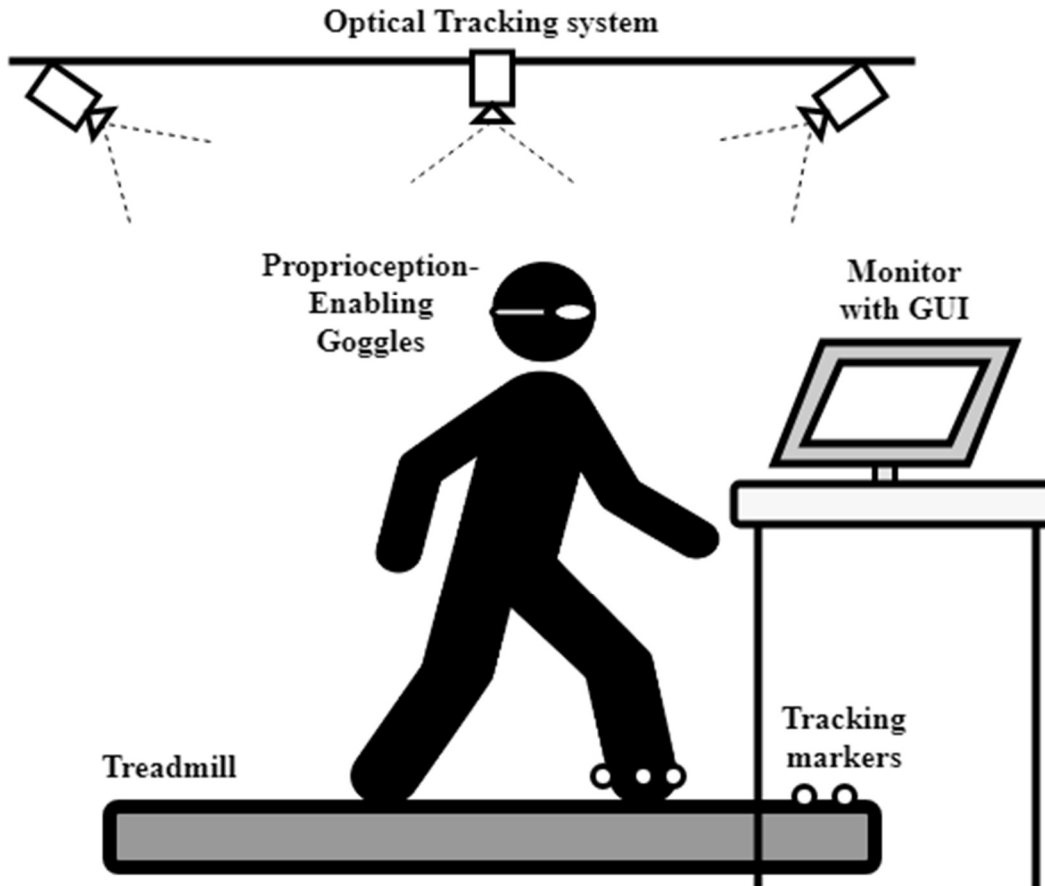 Optical Tracking system
Proprioception-
Enabling
Goggles
Monitor
with GUI
Tracking
markers
Treadmill